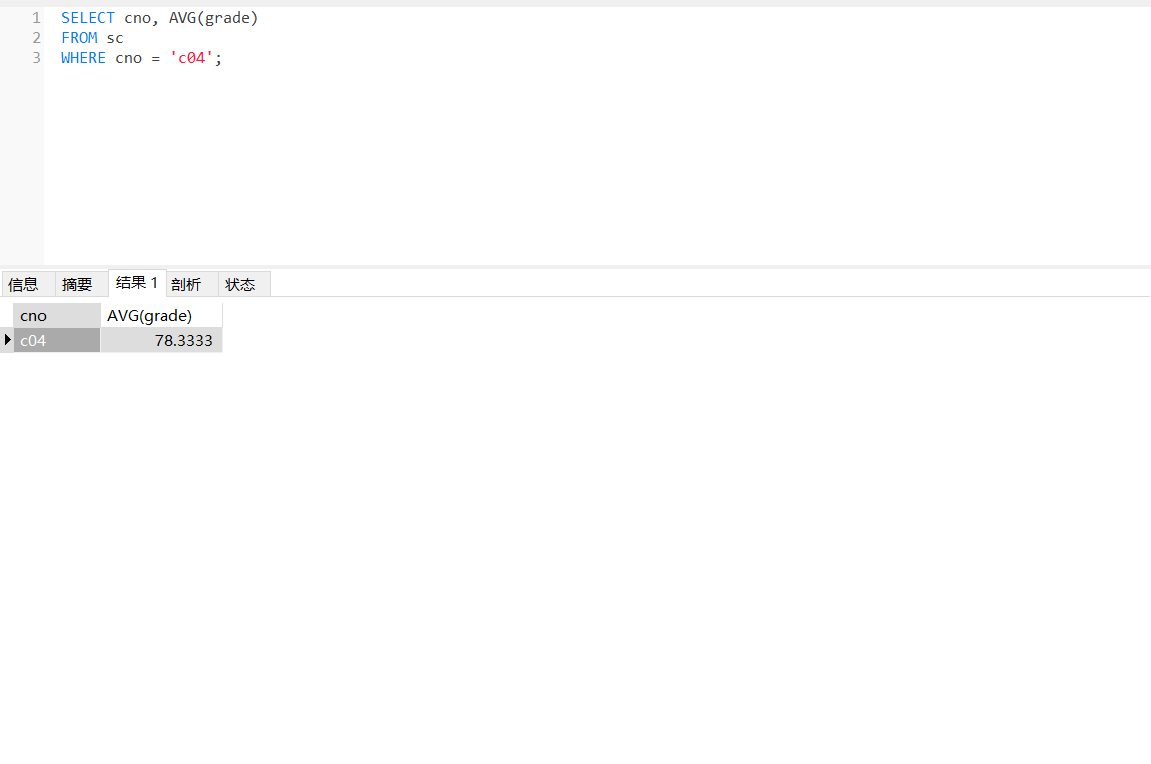 1 SELECT cno, AVG(grade)
2 FROM sc
3 WHERE cno = 'c04';
信息 摘要 结果 1 剖析 状态
cno AVG(grade)
c04 78.3333